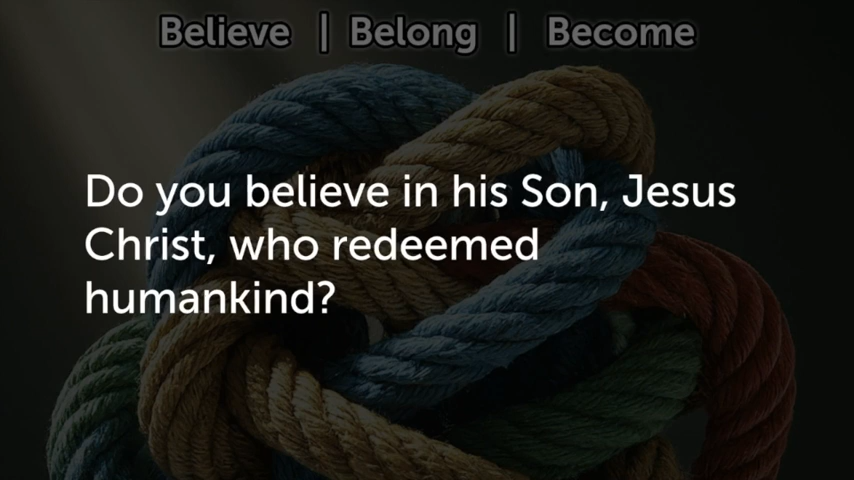 Believe | Belong | Become
Do you believe in his Son, Jesus
Christ, who redeemed
humankind?